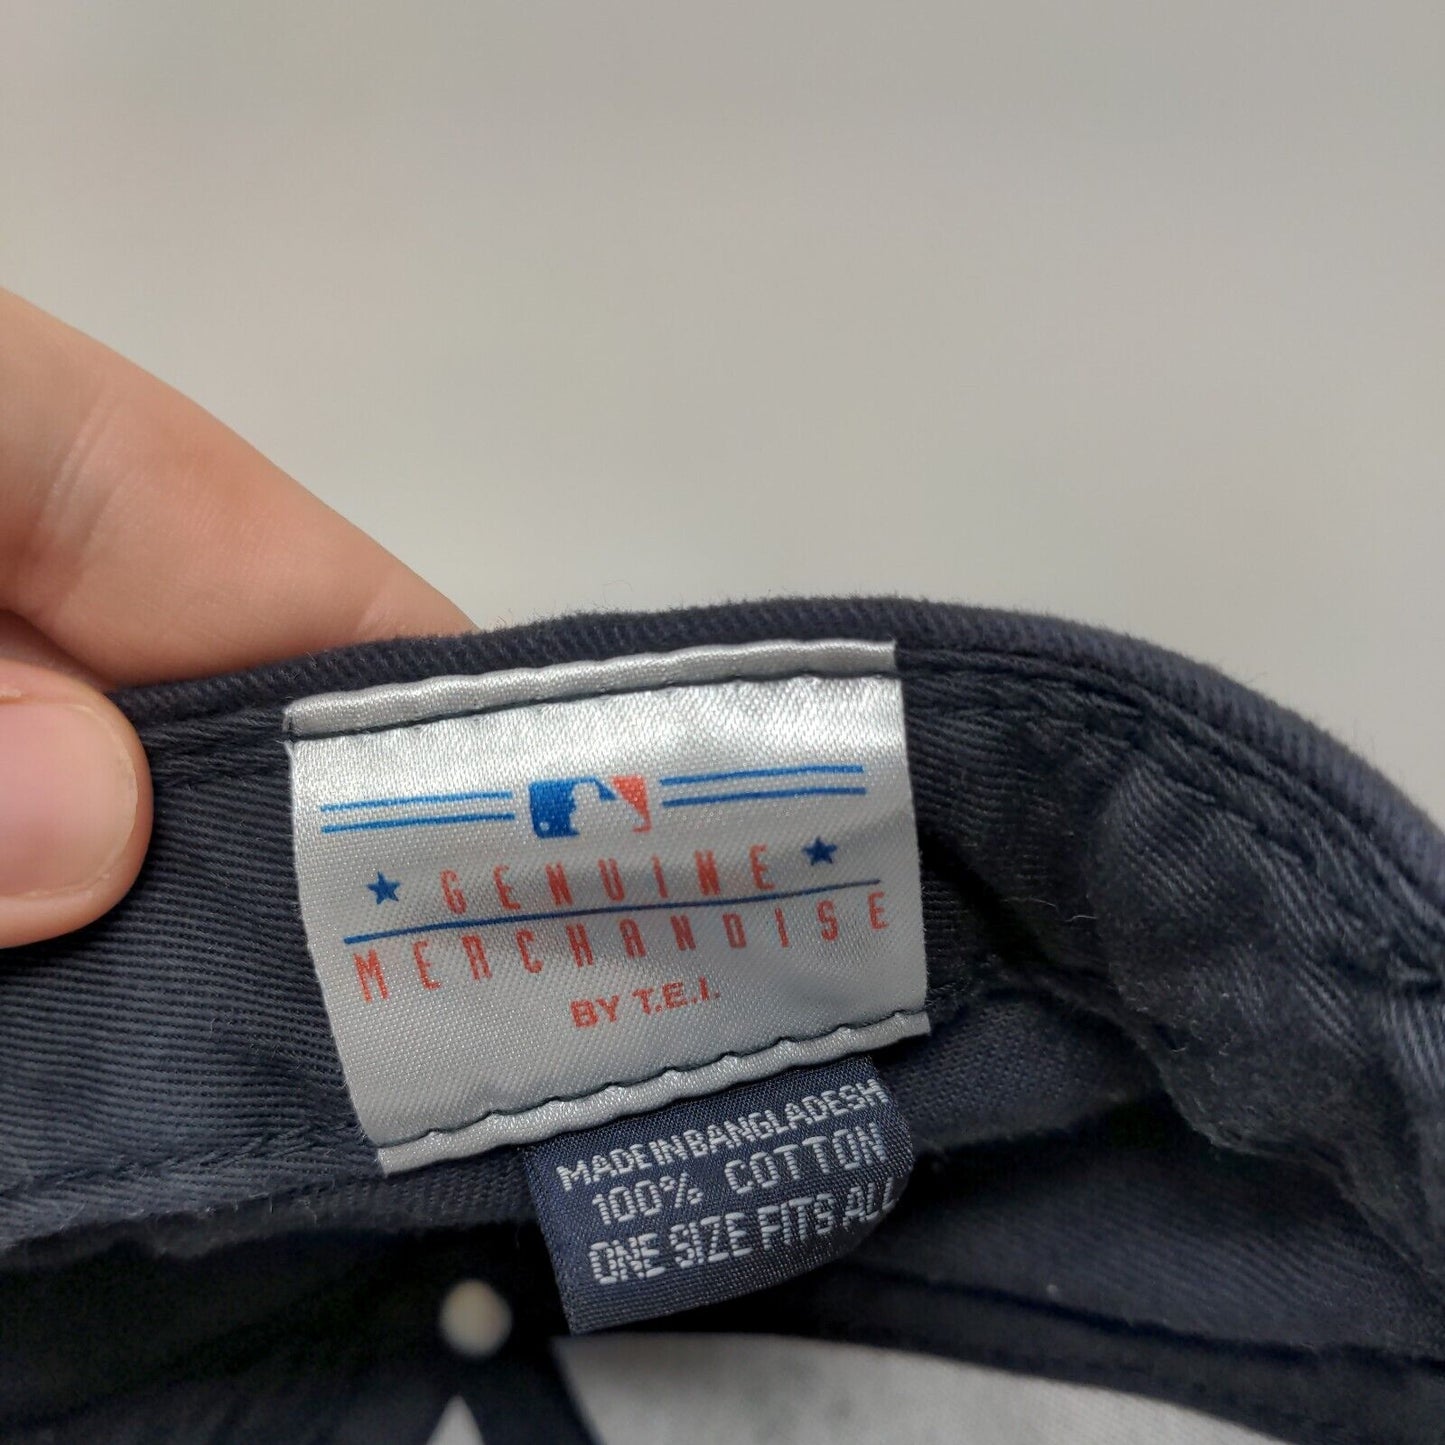 GENUINE
MERCHANDISE
BY T.E.I.
MADE IN BANGLADESH
100% COTTON
ONE SIZE FITS ALL